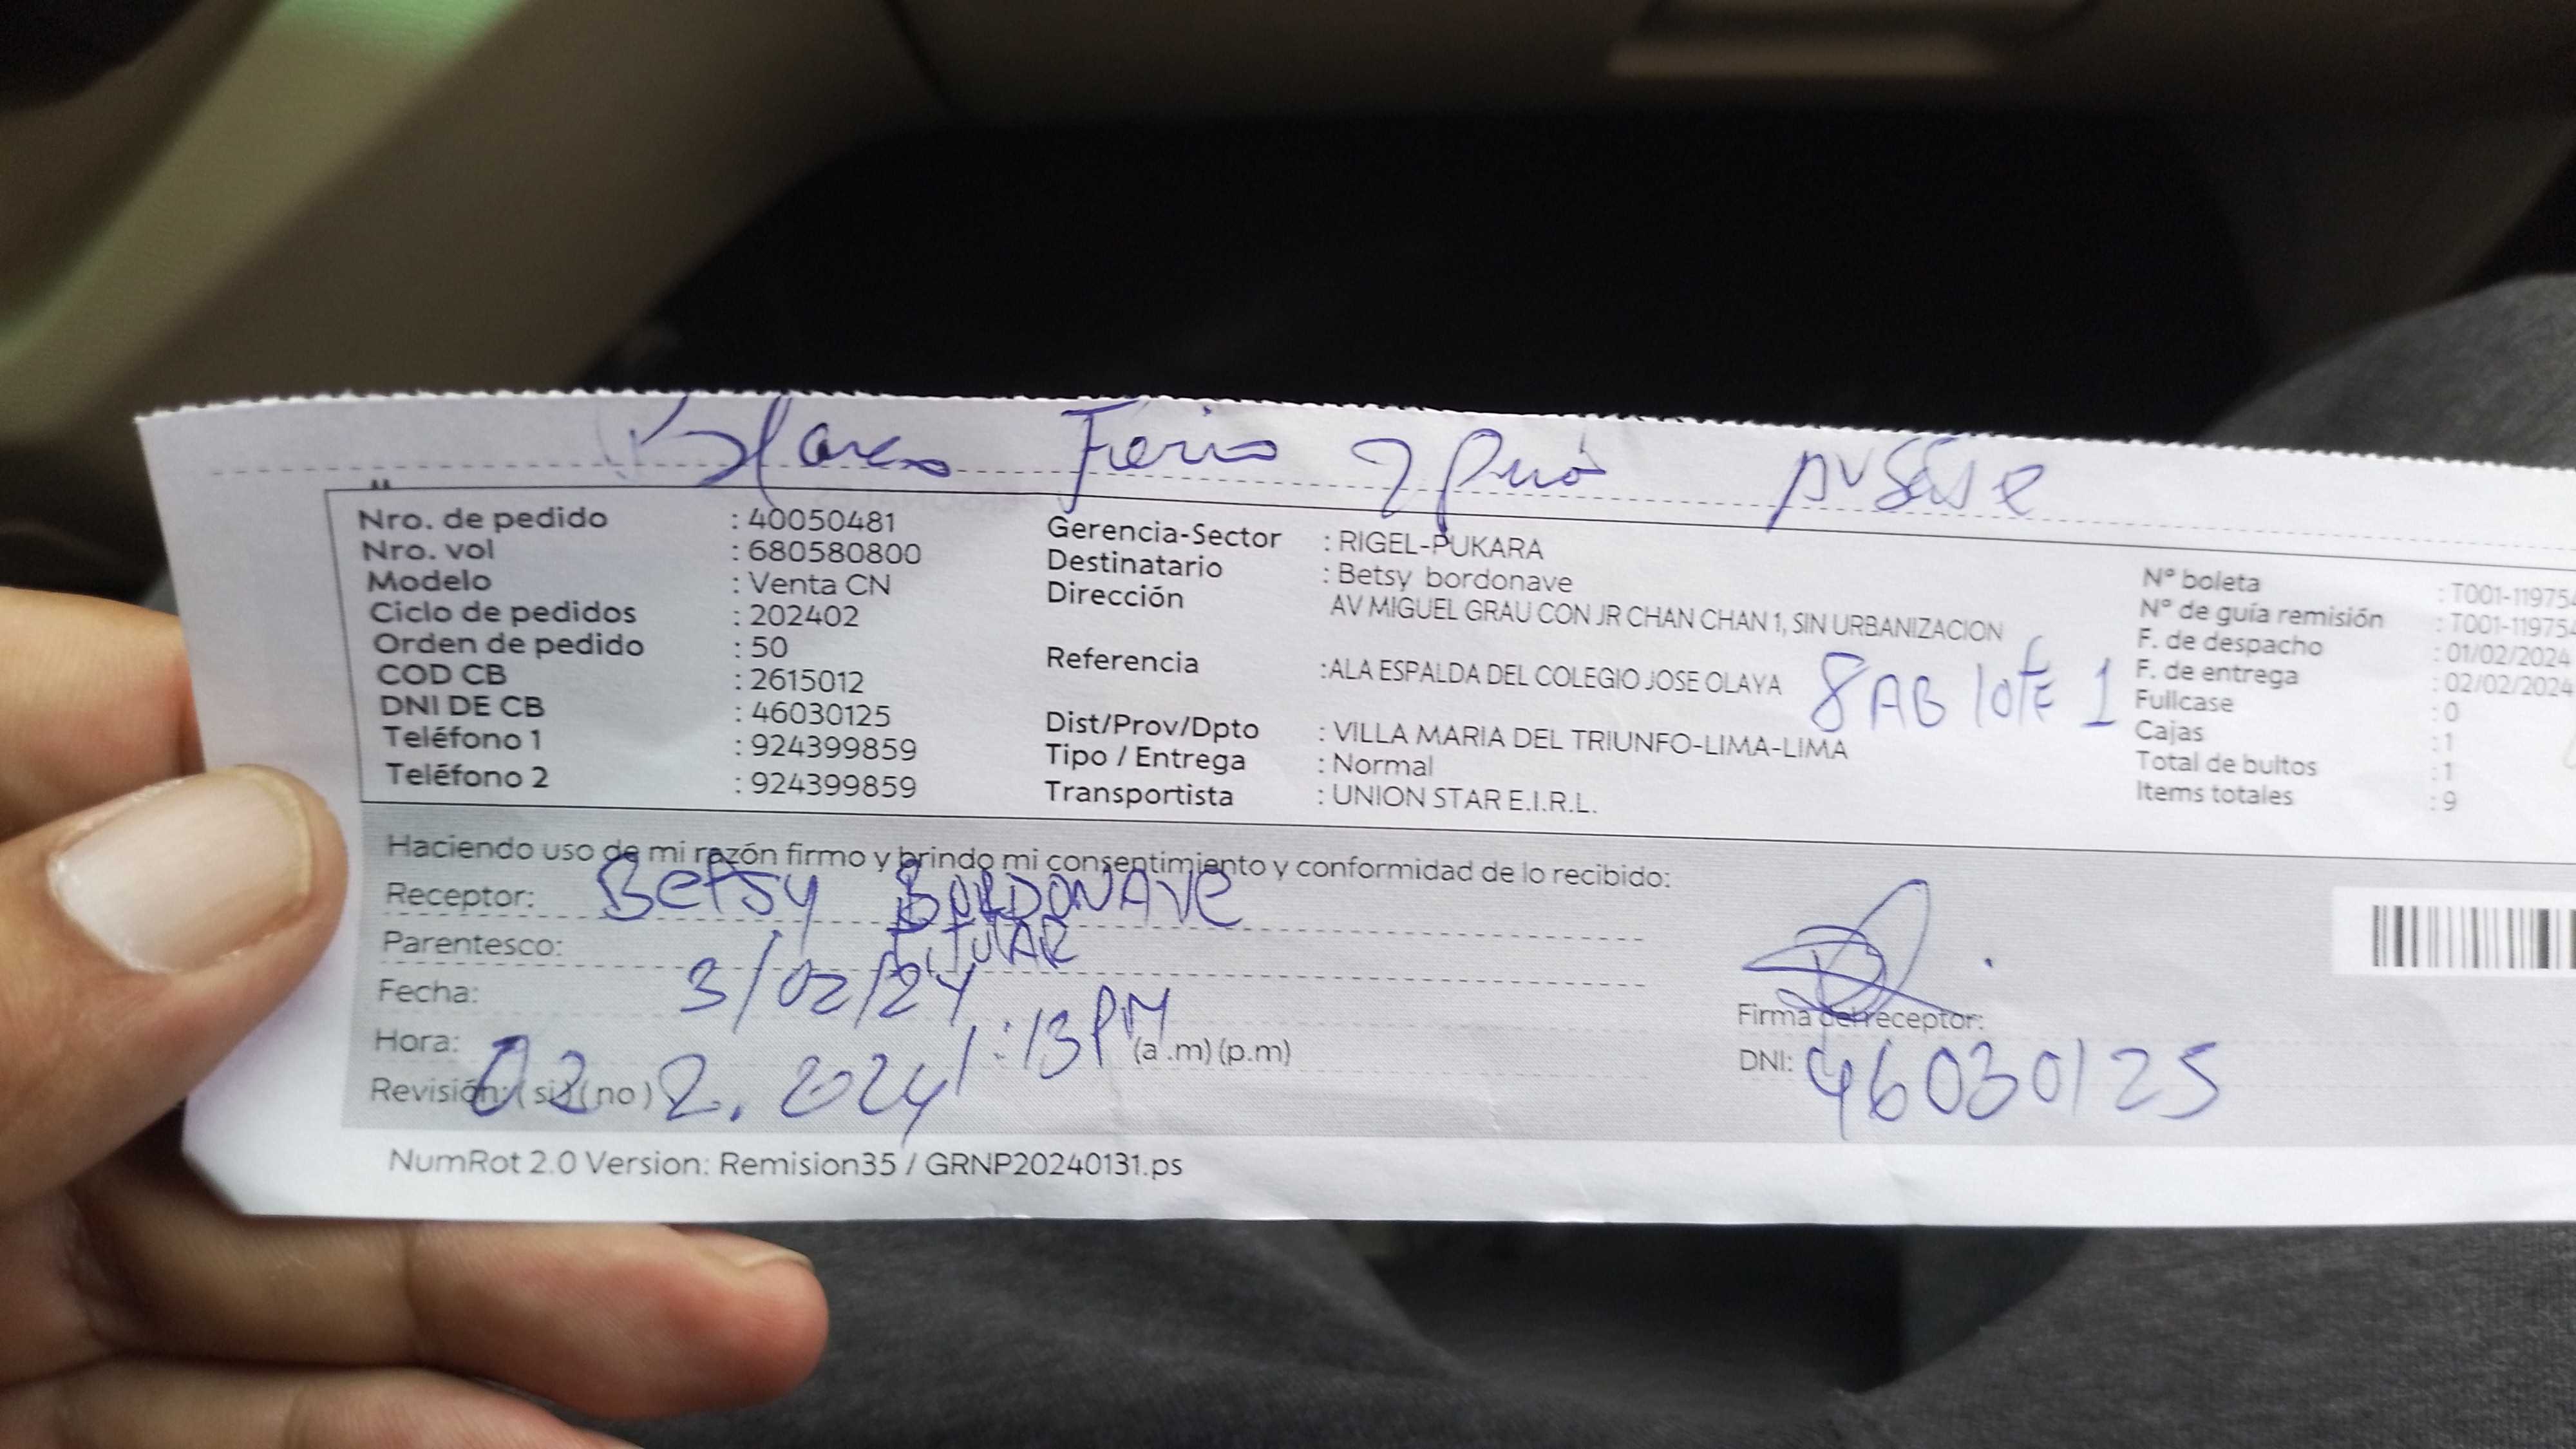 Blanco Frerio 2 Piso
Nro. de pedido : 40050481
Nro. vol : 680580800
Modelo : Venta CN
Ciclo de pedidos : 202402
Orden de pedido : 50
COD CB : 2615012
DNI DE CB : 46030125
Teléfono 1 : 924399859
Teléfono 2 : 924399859
Gerencia-Sector : RIGEL-PUKARA
Destinatario : Betsy bordonave
Dirección AV MIGUEL GRAU CON JR CHAN CHAN 1, SIN URBANIZACION
Referencia :ALA ESPALDA DEL COLEGIO JOSE OLAYA
8AB lote 1
Dist/Prov/Dpto : VILLA MARIA DEL TRIUNFO-LIMA-LIMA
Tipo / Entrega : Normal
Transportista : UNION STAR E.I.R.L.
N° boleta : T001-119754
N° de guía remisión : T001-119754
F. de despacho : 01/02/2024
F. de entrega : 02/02/2024
Fullcase : 0
Cajas : 1
Total de bultos : 1
Items totales : 9
Haciendo uso de mi razón firmo y brindo mi consentimiento y conformidad de lo recibido:
Receptor: Betsy BORDONAVE
Parentesco: TITULAR
Fecha: 3/02/24
Hora: 1:13 PM (a .m) (p.m)
Revisión: ( si ) ( no ) 02 2. 2024
Firma del receptor:
DNI: 46030125
NumRot 2.0 Version: Remision35 / GRNP20240131.ps